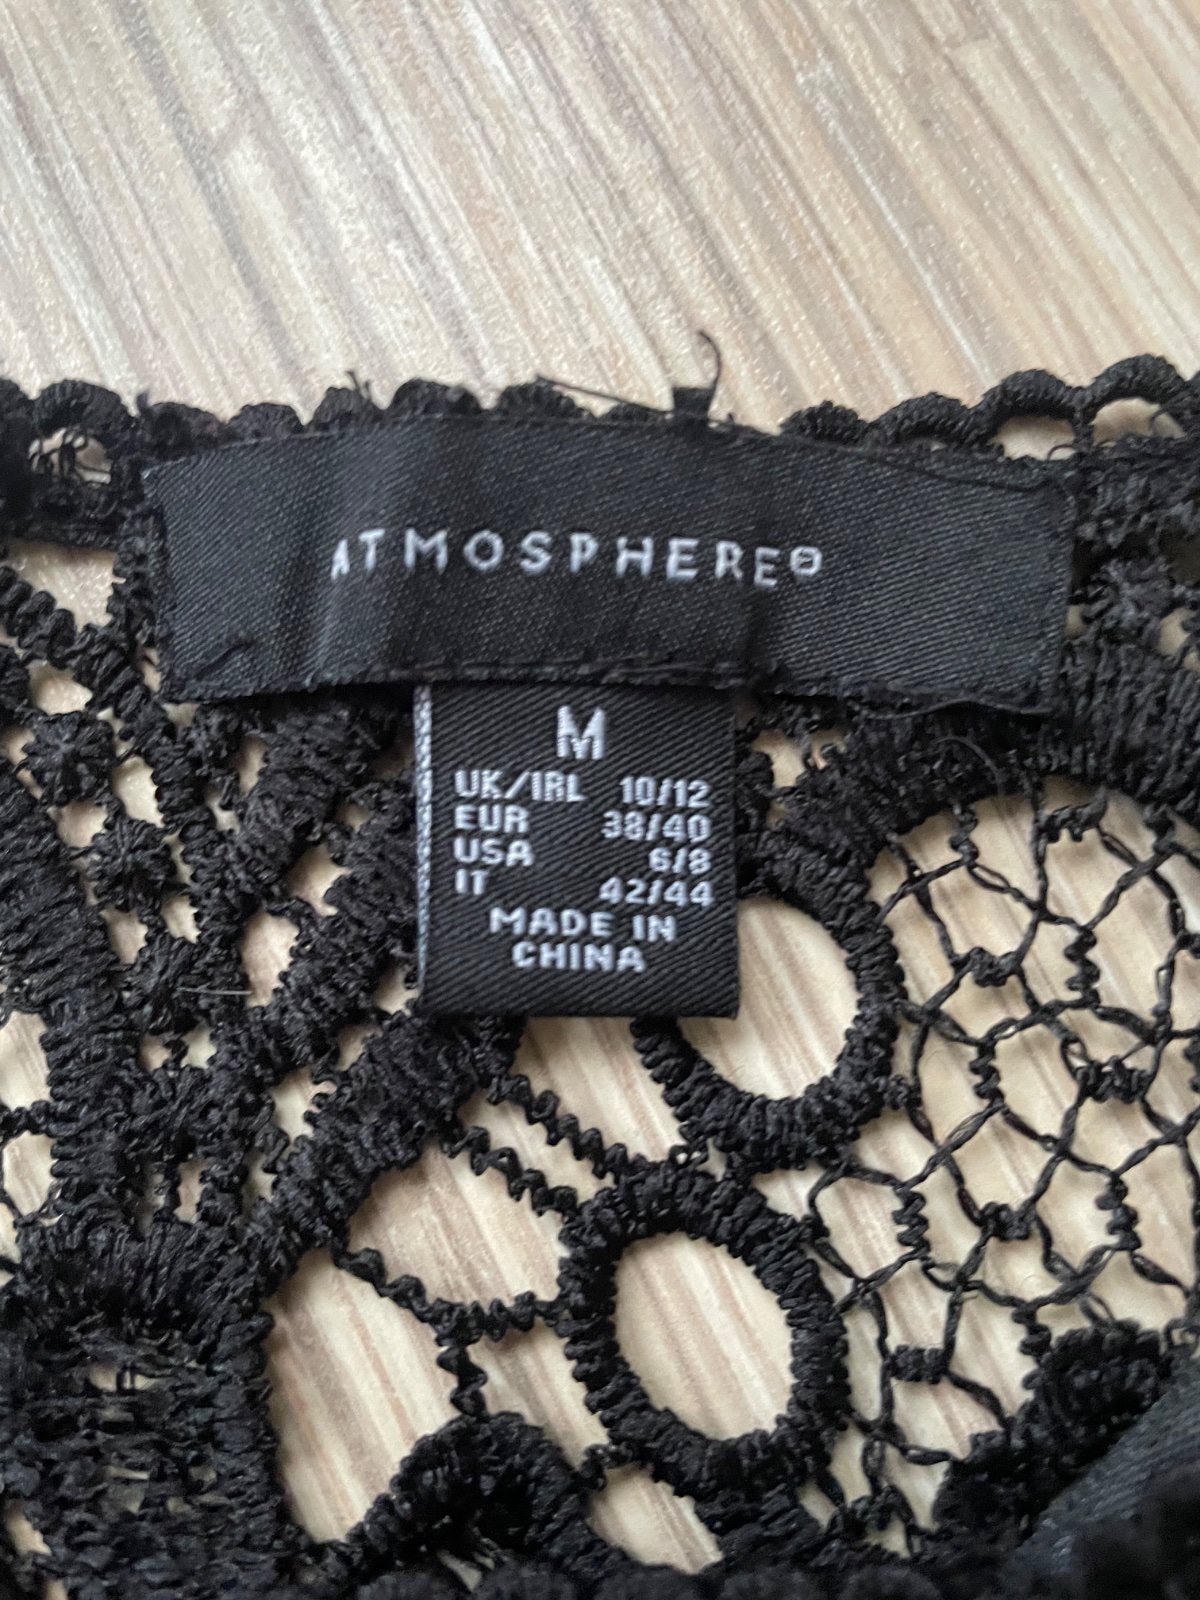 ATMOSPHERE®
M
UK/IRL 10/12
EUR 38/40
USA 6/8
IT 42/44
MADE IN
CHINA